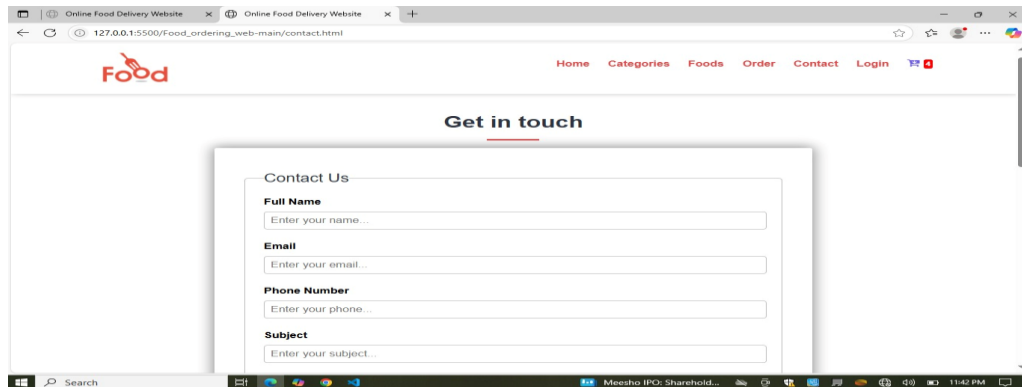 Online Food Delivery Website
Online Food Delivery Website
127.0.0.1:5500/Food_ordering_web-main/contact.html
Food
Home Categories Foods Order Contact Login 4
Get in touch
Contact Us
Full Name
Enter your name...
Email
Enter your email...
Phone Number
Enter your phone...
Subject
Enter your subject...
Search
Meesho IPO: Sharehold...
11:42 PM